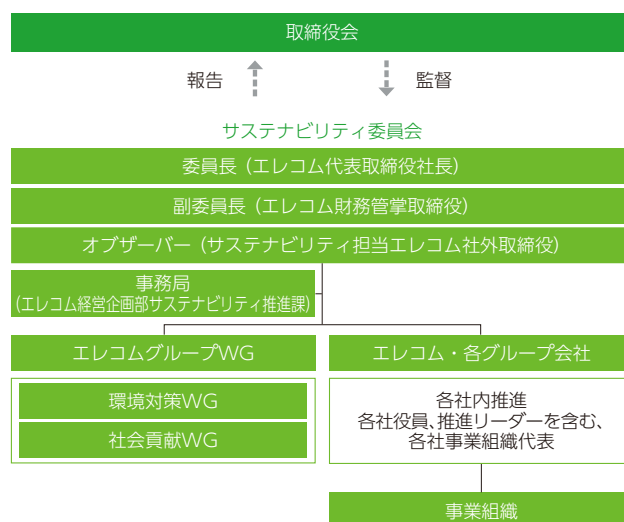 取締役会
報告
監督
サステナビリティ委員会
委員長（エレコム代表取締役社長）
副委員長（エレコム財務管掌取締役）
オブザーバー（サステナビリティ担当エレコム社外取締役）
事務局
（エレコム経営企画部サステナビリティ推進課）
エレコムグループWG
環境対策WG
社会貢献WG
エレコム・各グループ会社
各社内推進
各社役員、推進リーダーを含む、
各社事業組織代表
事業組織